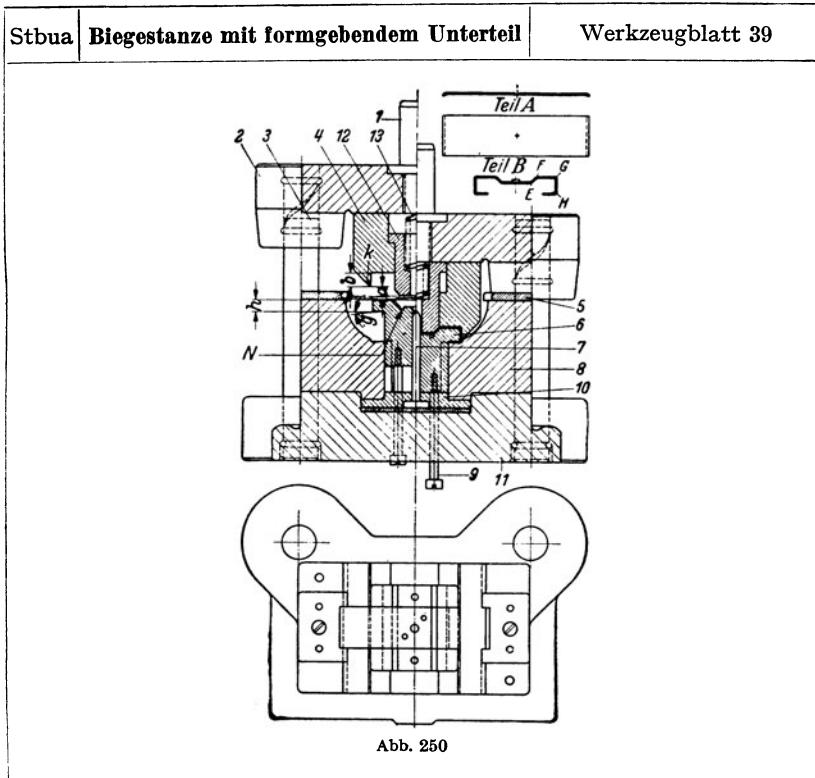 Stbua Biegestanze mit formgebendem Unterteil Werkzeugblatt 39
Teil A
1
2 3 4 12 13
Teil B F G
E H
k
b a
h
g
5
6
N 7
8
10
9 11
Abb. 250